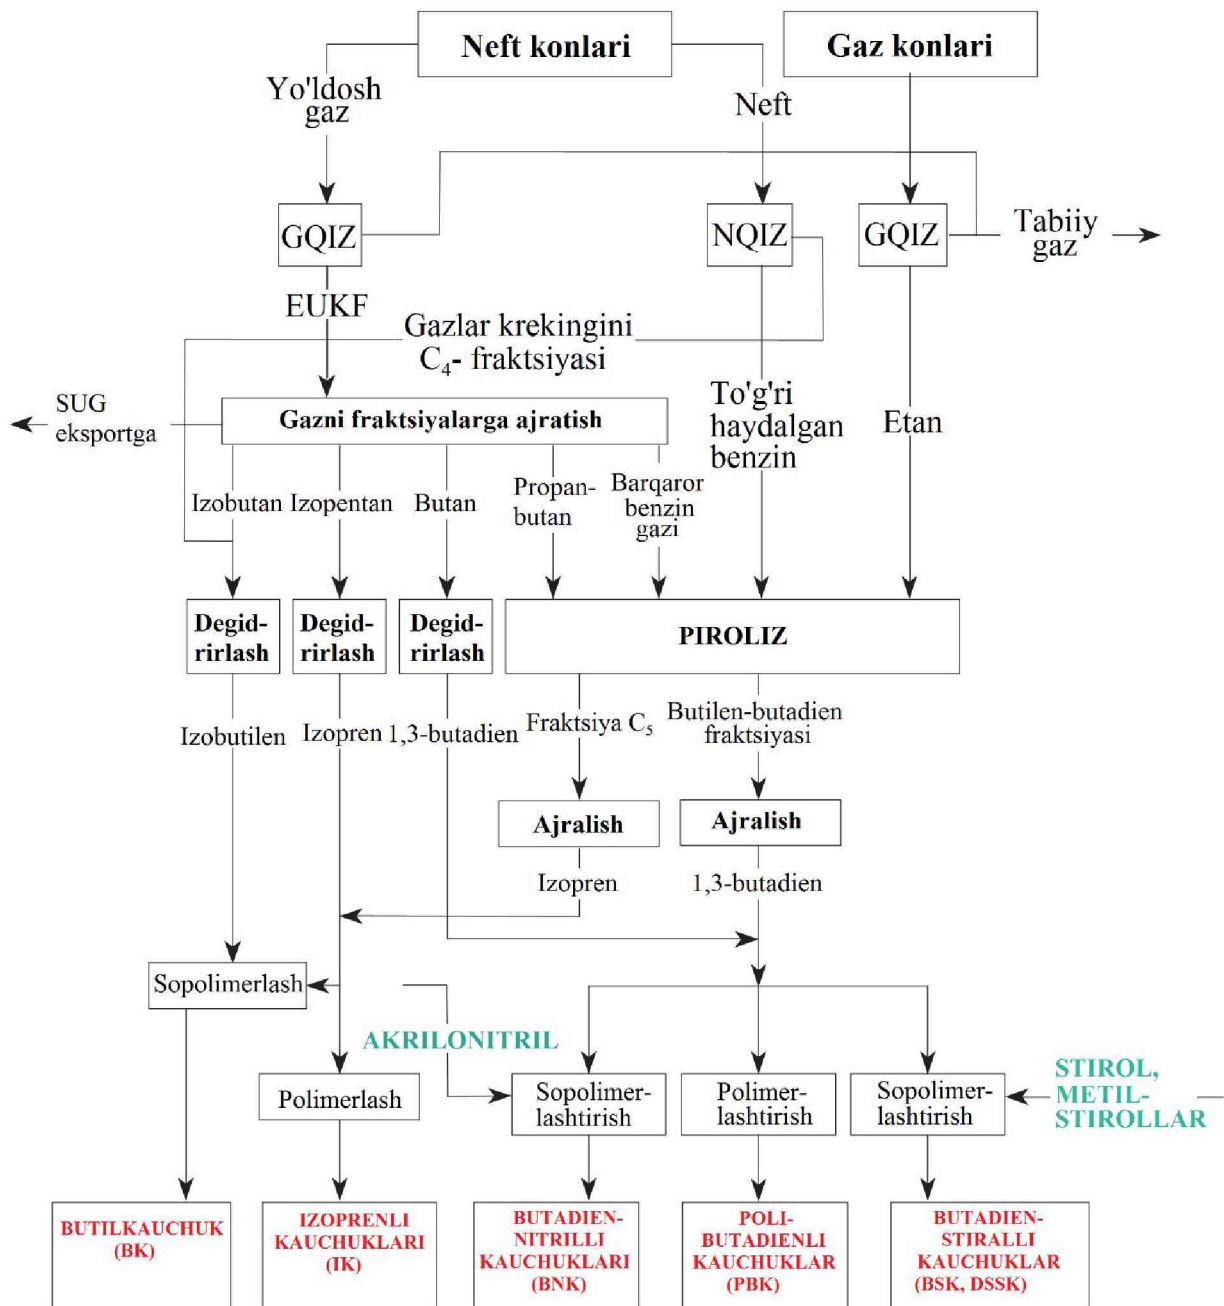 Neft konlari
Gaz konlari
Yo'ldosh
gaz
Neft
GQIZ
NQIZ
GQIZ
Tabiiy
gaz
EUKF
Gazlar krekingini
C₄- fraktsiyasi
SUG
eksportga
Gazni fraktsiyalarga ajratish
To'g'ri
haydalgan
benzin
Etan
Izobutan
Izopentan
Butan
Propan-
butan
Barqaror
benzin
gazi
Degid-
rirlash
Degid-
rirlash
Degid-
rirlash
PIROLIZ
Izobutilen
Izopren
1,3-butadien
Fraktsiya C₅
Butilen-butadien
fraktsiyasi
Ajralish
Ajralish
Izopren
1,3-butadien
Sopolimerlash
AKRILONITRIL
Polimerlash
Sopolimer-
lashtirish
Polimer-
lashtirish
Sopolimer-
lashtirish
STIROL,
METIL-
STIROLLAR
BUTILKAUCHUK
(BK)
IZOPRENLI
KAUCHUKLARI
(IK)
BUTADIEN-
NITRILLI
KAUCHUKLARI
(BNK)
POLI-
BUTADIENLI
KAUCHUKLAR
(PBK)
BUTADIEN-
STIRALLI
KAUCHUKLAR
(BSK, DSSK)